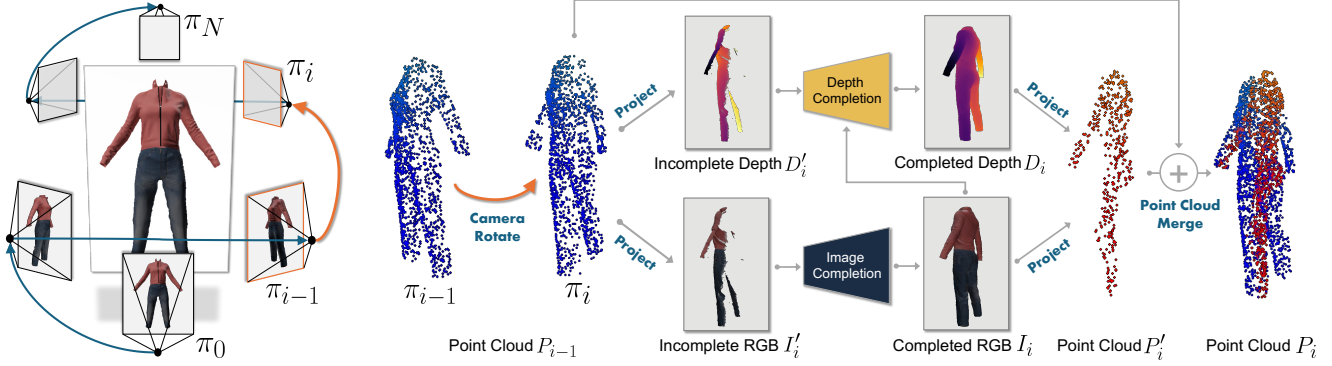 π_N
π_i
π_{i-1}
π_0
π_{i-1}
Camera
Rotate
π_i
Point Cloud P_{i-1}
Project
Project
Incomplete Depth D'_i
Incomplete RGB I'_i
Depth
Completion
Image
Completion
Completed Depth D_i
Completed RGB I_i
Project
Project
Point Cloud P'_i
+
Point Cloud
Merge
Point Cloud P_i